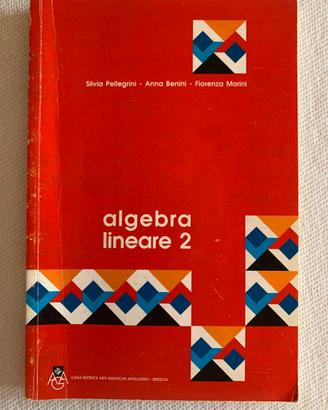 Silvia Pellegrini - Anna Benini - Fiorenza Morini
algebra
lineare 2
CASA EDITRICE ARTI GRAFICHE APOLLONIO - BRESCIA